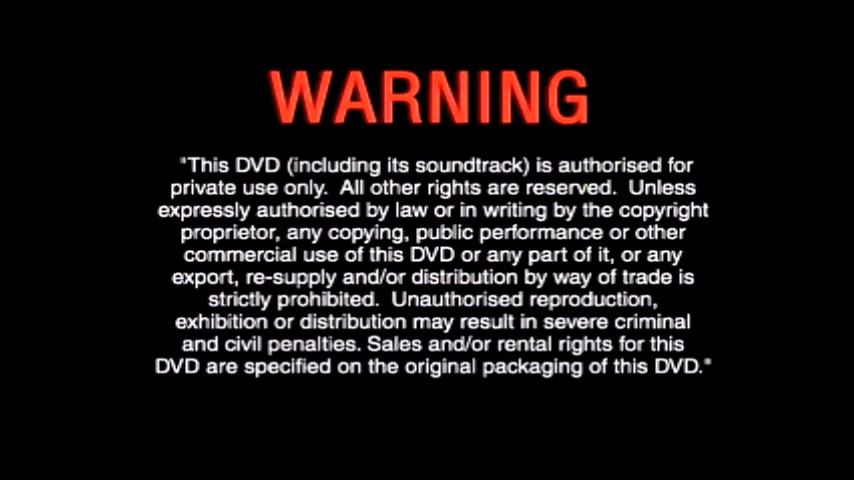 WARNING
"This DVD (including its soundtrack) is authorised for
private use only.  All other rights are reserved.  Unless
expressly authorised by law or in writing by the copyright
proprietor, any copying, public performance or other
commercial use of this DVD or any part of it, or any
export, re-supply and/or distribution by way of trade is
strictly prohibited.  Unauthorised reproduction,
exhibition or distribution may result in severe criminal
and civil penalties. Sales and/or rental rights for this
DVD are specified on the original packaging of this DVD."